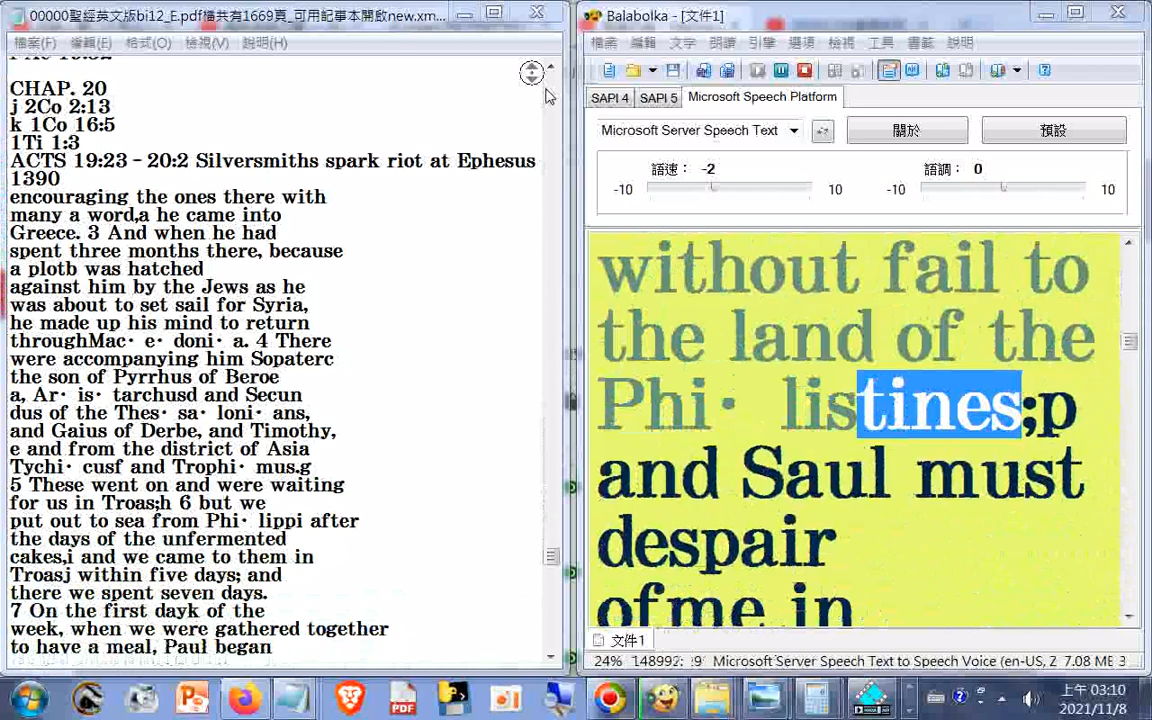 00000聖經英文版bi12_E.pdf檔共有1669頁_可用記事本開啟new.xm...
檔案(F) 編輯(E) 格式(O) 檢視(V) 說明(H)
CHAP. 20
j 2Co 2:13
k 1Co 16:5
1Ti 1:3
ACTS 19:23 - 20:2 Silversmiths spark riot at Ephesus
1390
encouraging the ones there with
many a word,a he came into
Greece. 3 And when he had
spent three months there, because
a plotb was hatched
against him by the Jews as he
was about to set sail for Syria,
he made up his mind to return
throughMac· e· doni· a. 4 There
were accompanying him Sopaterc
the son of Pyrrhus of Beroe
a, Ar· is· tarchusd and Secun
dus of the Thes· sa· loni· ans,
and Gaius of Derbe, and Timothy,
e and from the district of Asia
Tychi· cusf and Trophi· mus.g
5 These went on and were waiting
for us in Troas;h 6 but we
put out to sea from Phi· lippi after
the days of the unfermented
cakes,i and we came to them in
Troasj within five days; and
there we spent seven days.
7 On the first dayk of the
week, when we were gathered together
to have a meal, Paul began
Balabolka - [文件1]
檔案 編輯 文字 朗讀 引擎 選項 檢視 工具 書籤 說明
SAPI 4 SAPI 5 Microsoft Speech Platform
Microsoft Server Speech Text 關於 預設
語速： -2 語調： 0
-10 10 -10 10
without fail to
the land of the
Phi· listines;p
and Saul must
despair
of me in
文件1
24% 148992: :9' Microsoft Server Speech Text to Speech Voice (en-US, Z 7.08 MB 3
上午 03:10
2021/11/8